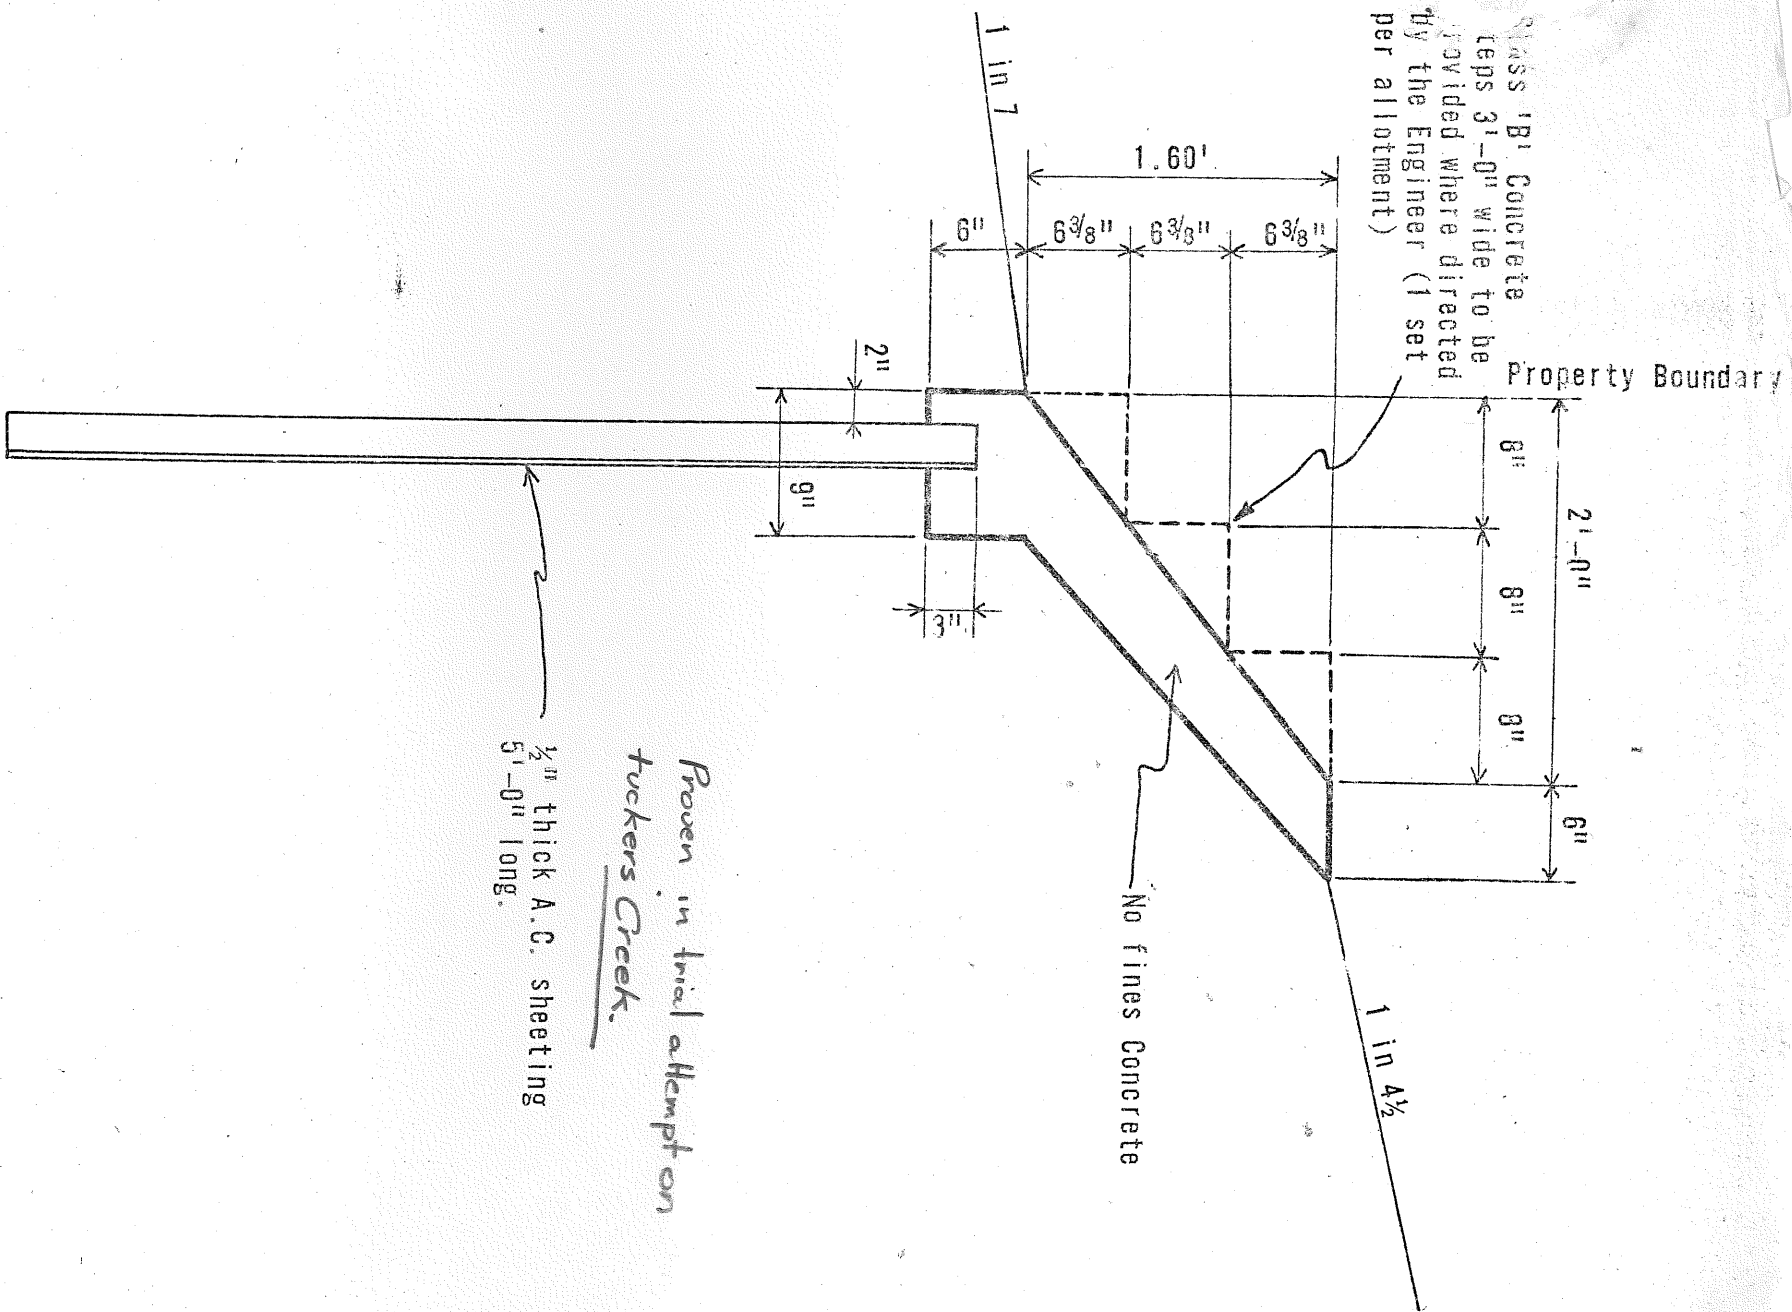 'B' Concrete
3'-0" wide to be
where directed
by the Engineer (1 set
per allotment)
Property Boundary
1 in 7
1.60'
6"
6 3/8"
6 3/8"
6 3/8"
8"
8"
8"
2'-0"
6"
2"
9"
3"
1 in 4½
No fines Concrete
½" thick A.C. sheeting
5'-0" long.
Proven in trial attempt on
tuckers Creek.